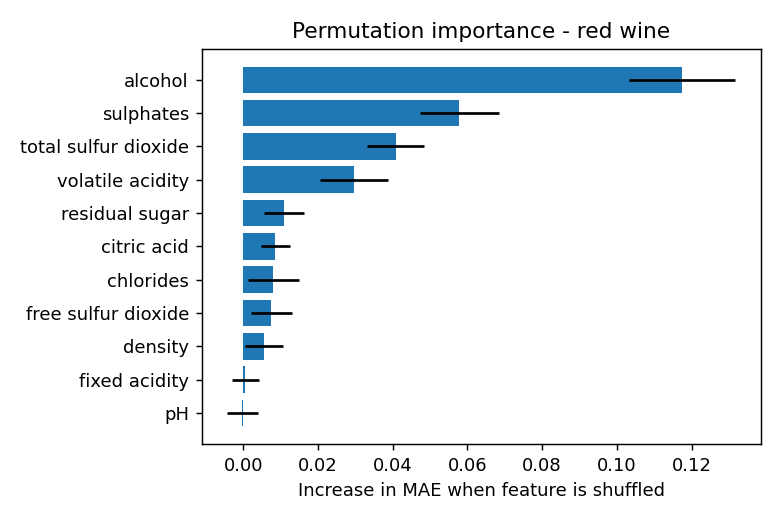 Permutation importance - red wine
alcohol
sulphates
total sulfur dioxide
volatile acidity
residual sugar
citric acid
chlorides
free sulfur dioxide
density
fixed acidity
pH
0.00 0.02 0.04 0.06 0.08 0.10 0.12
Increase in MAE when feature is shuffled